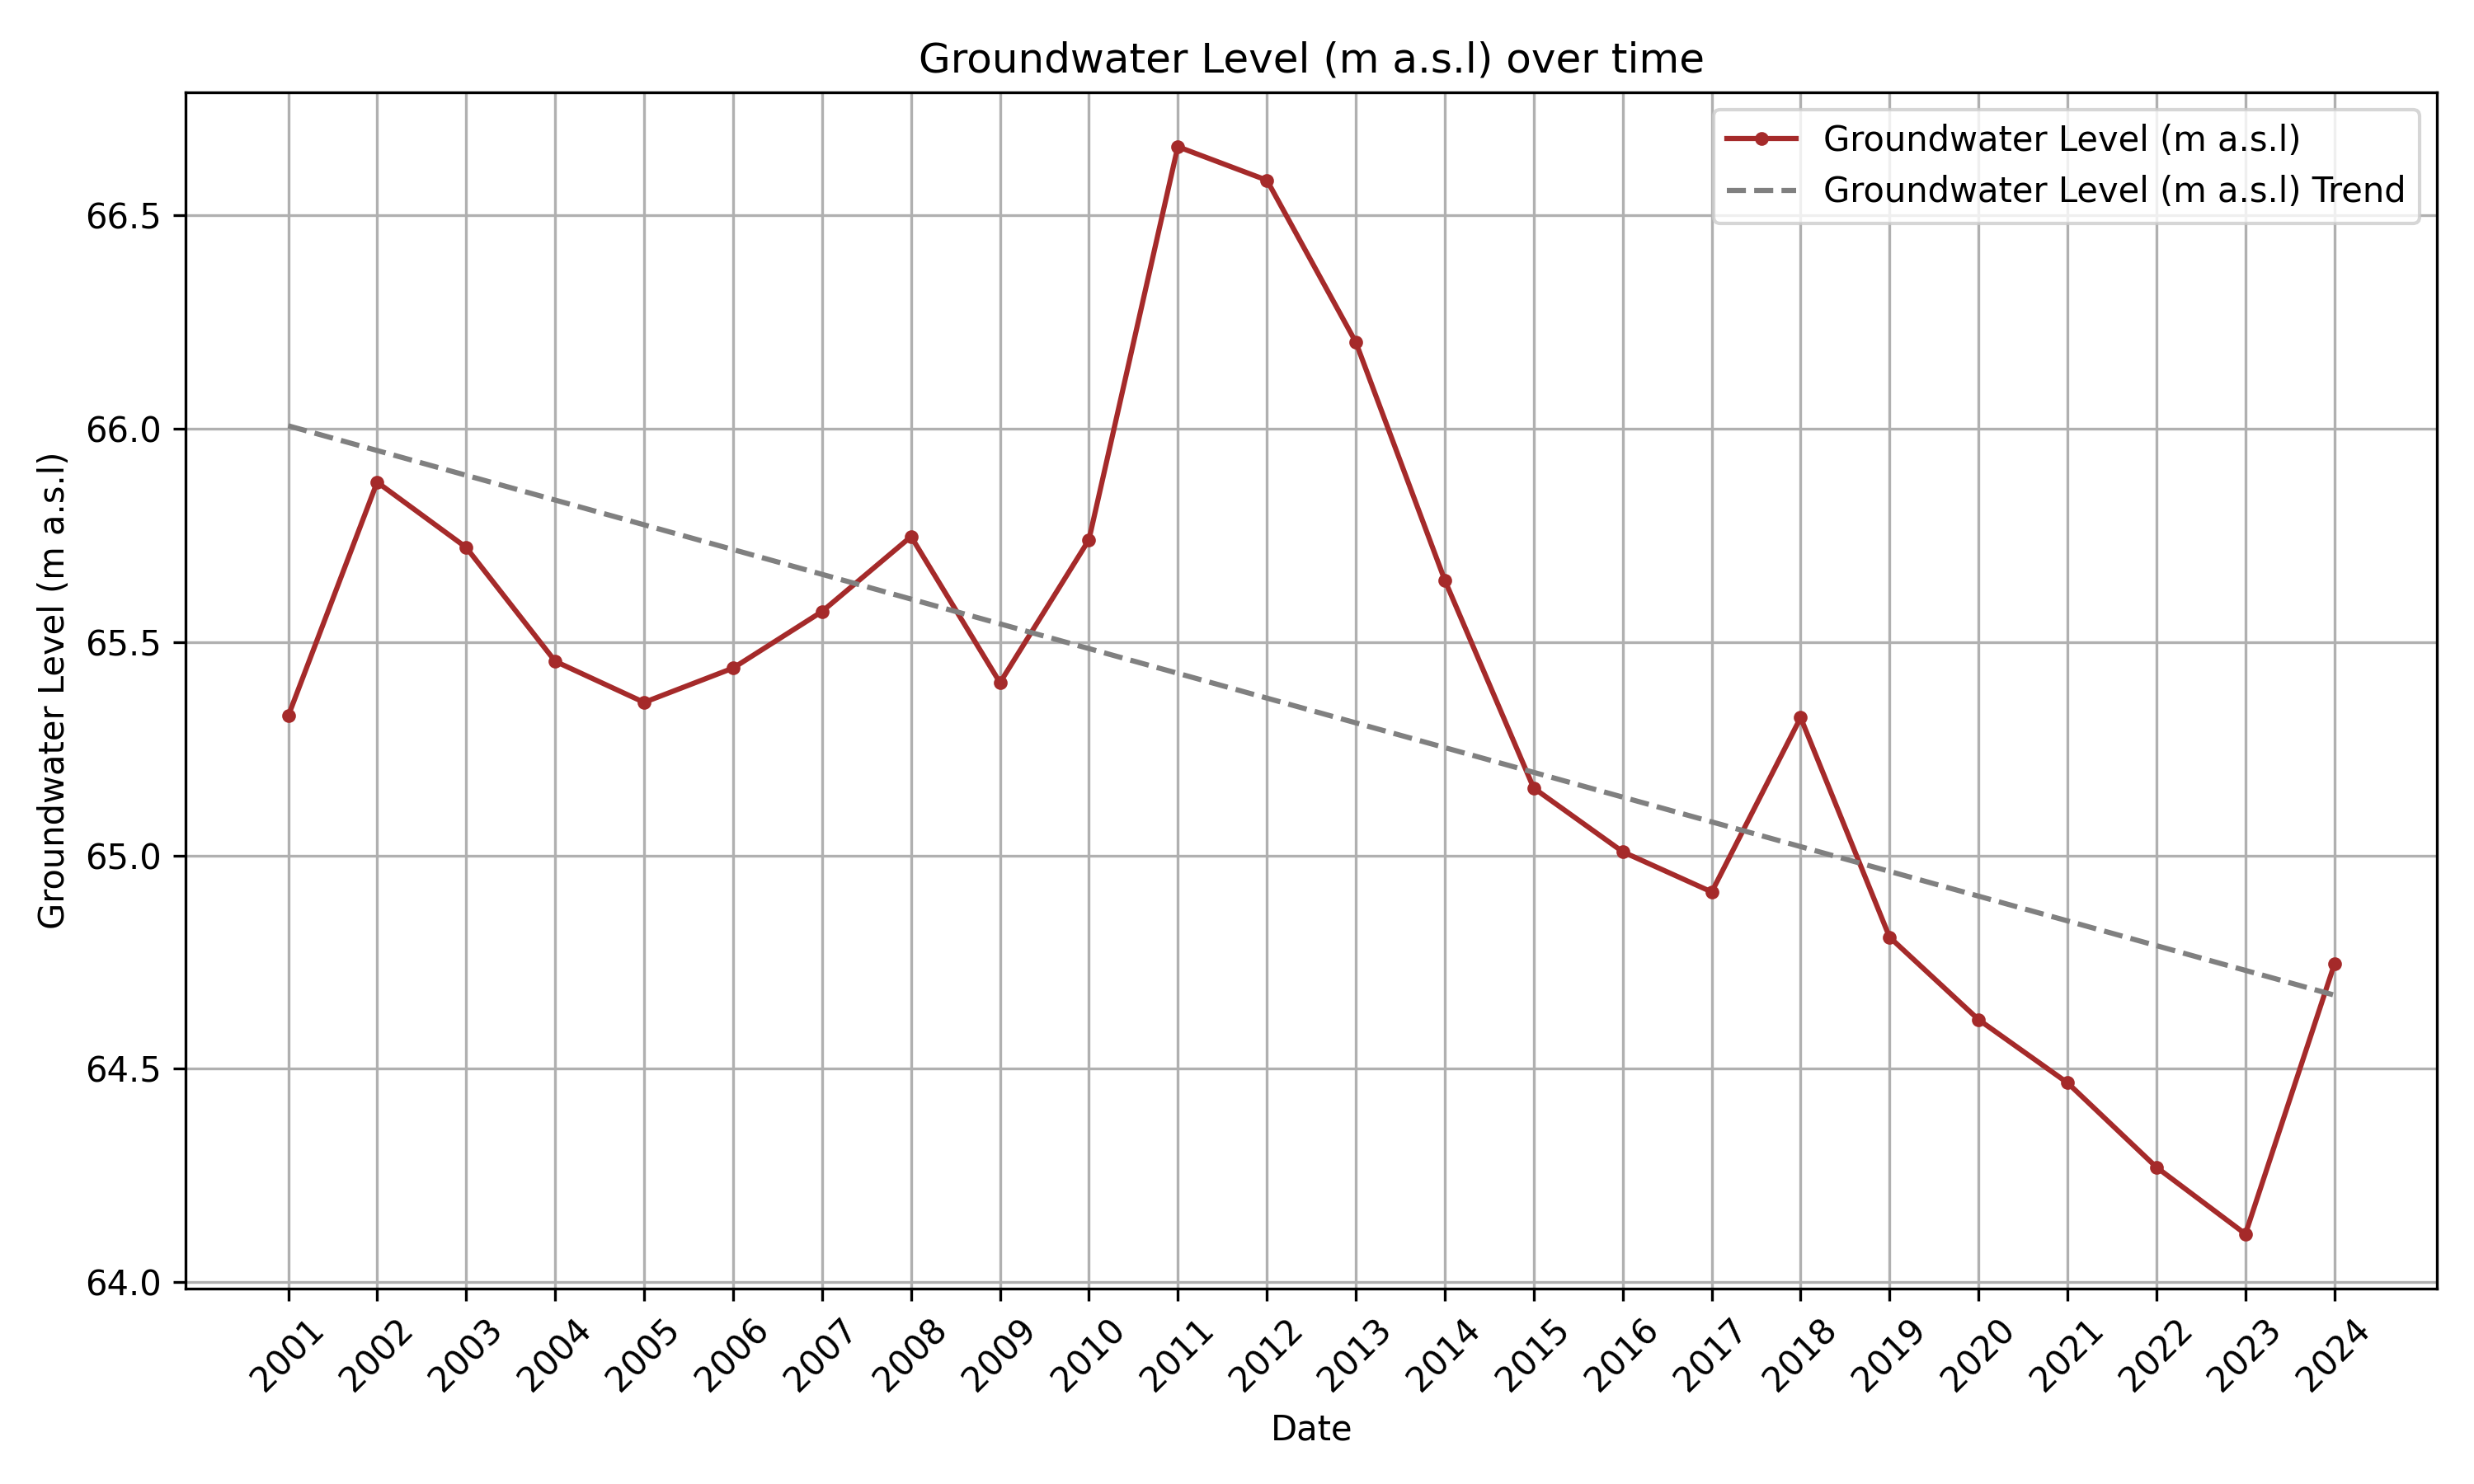 Groundwater Level (m a.s.l) over time
Groundwater Level (m a.s.l)
Groundwater Level (m a.s.l) Trend
Groundwater Level (m a.s.l)
66.5
66.0
65.5
65.0
64.5
64.0
2001 2002 2003 2004 2005 2006 2007 2008 2009 2010 2011 2012 2013 2014 2015 2016 2017 2018 2019 2020 2021 2022 2023 2024
Date